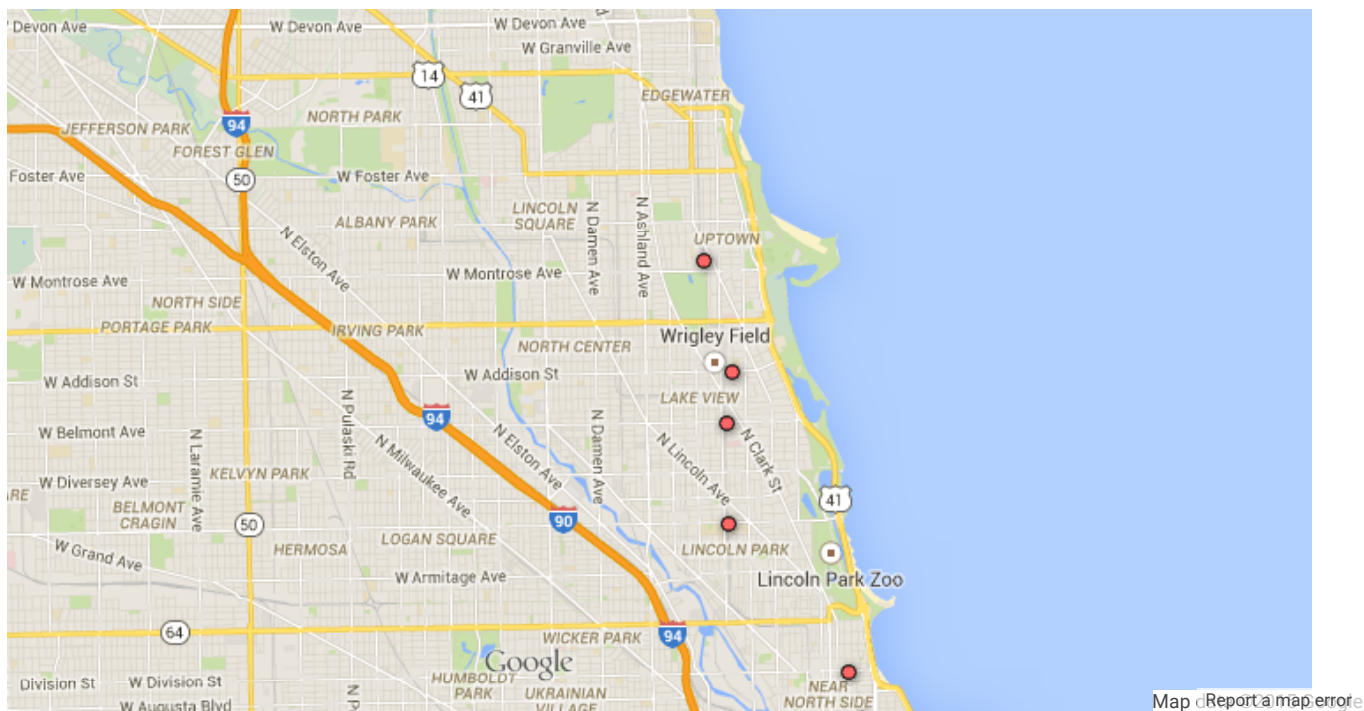 Devon Ave
W Devon Ave
W Devon Ave
W Granville Ave
14
41
EDGEWATER
94
NORTH PARK
JEFFERSON PARK
FOREST GLEN
Foster Ave
50
W Foster Ave
LINCOLN
SQUARE
ALBANY PARK
N Elston Ave
N Damen Ave
N Ashland Ave
UPTOWN
W Montrose Ave
W Montrose Ave
NORTH SIDE
PORTAGE PARK
IRVING PARK
Wrigley Field
NORTH CENTER
W Addison St
W Addison St
LAKE VIEW
N Pulaski Rd
94
N Damen Ave
W Belmont Ave
N Laramie Ave
N Milwaukee Ave
N Elston Ave
N Lincoln Ave
N Clark St
KELVYN PARK
W Diversey Ave
41
ARE
BELMONT
CRAGIN
50
90
W Grand Ave
HERMOSA
LOGAN SQUARE
LINCOLN PARK
W Armitage Ave
Lincoln Park Zoo
64
WICKER PARK
94
Google
Division St
W Division St
HUMBOLDT
PARK
UKRAINIAN
VILLAGE
NEAR
NORTH SIDE
W Augusta Blvd
N P
Map
Report a map error